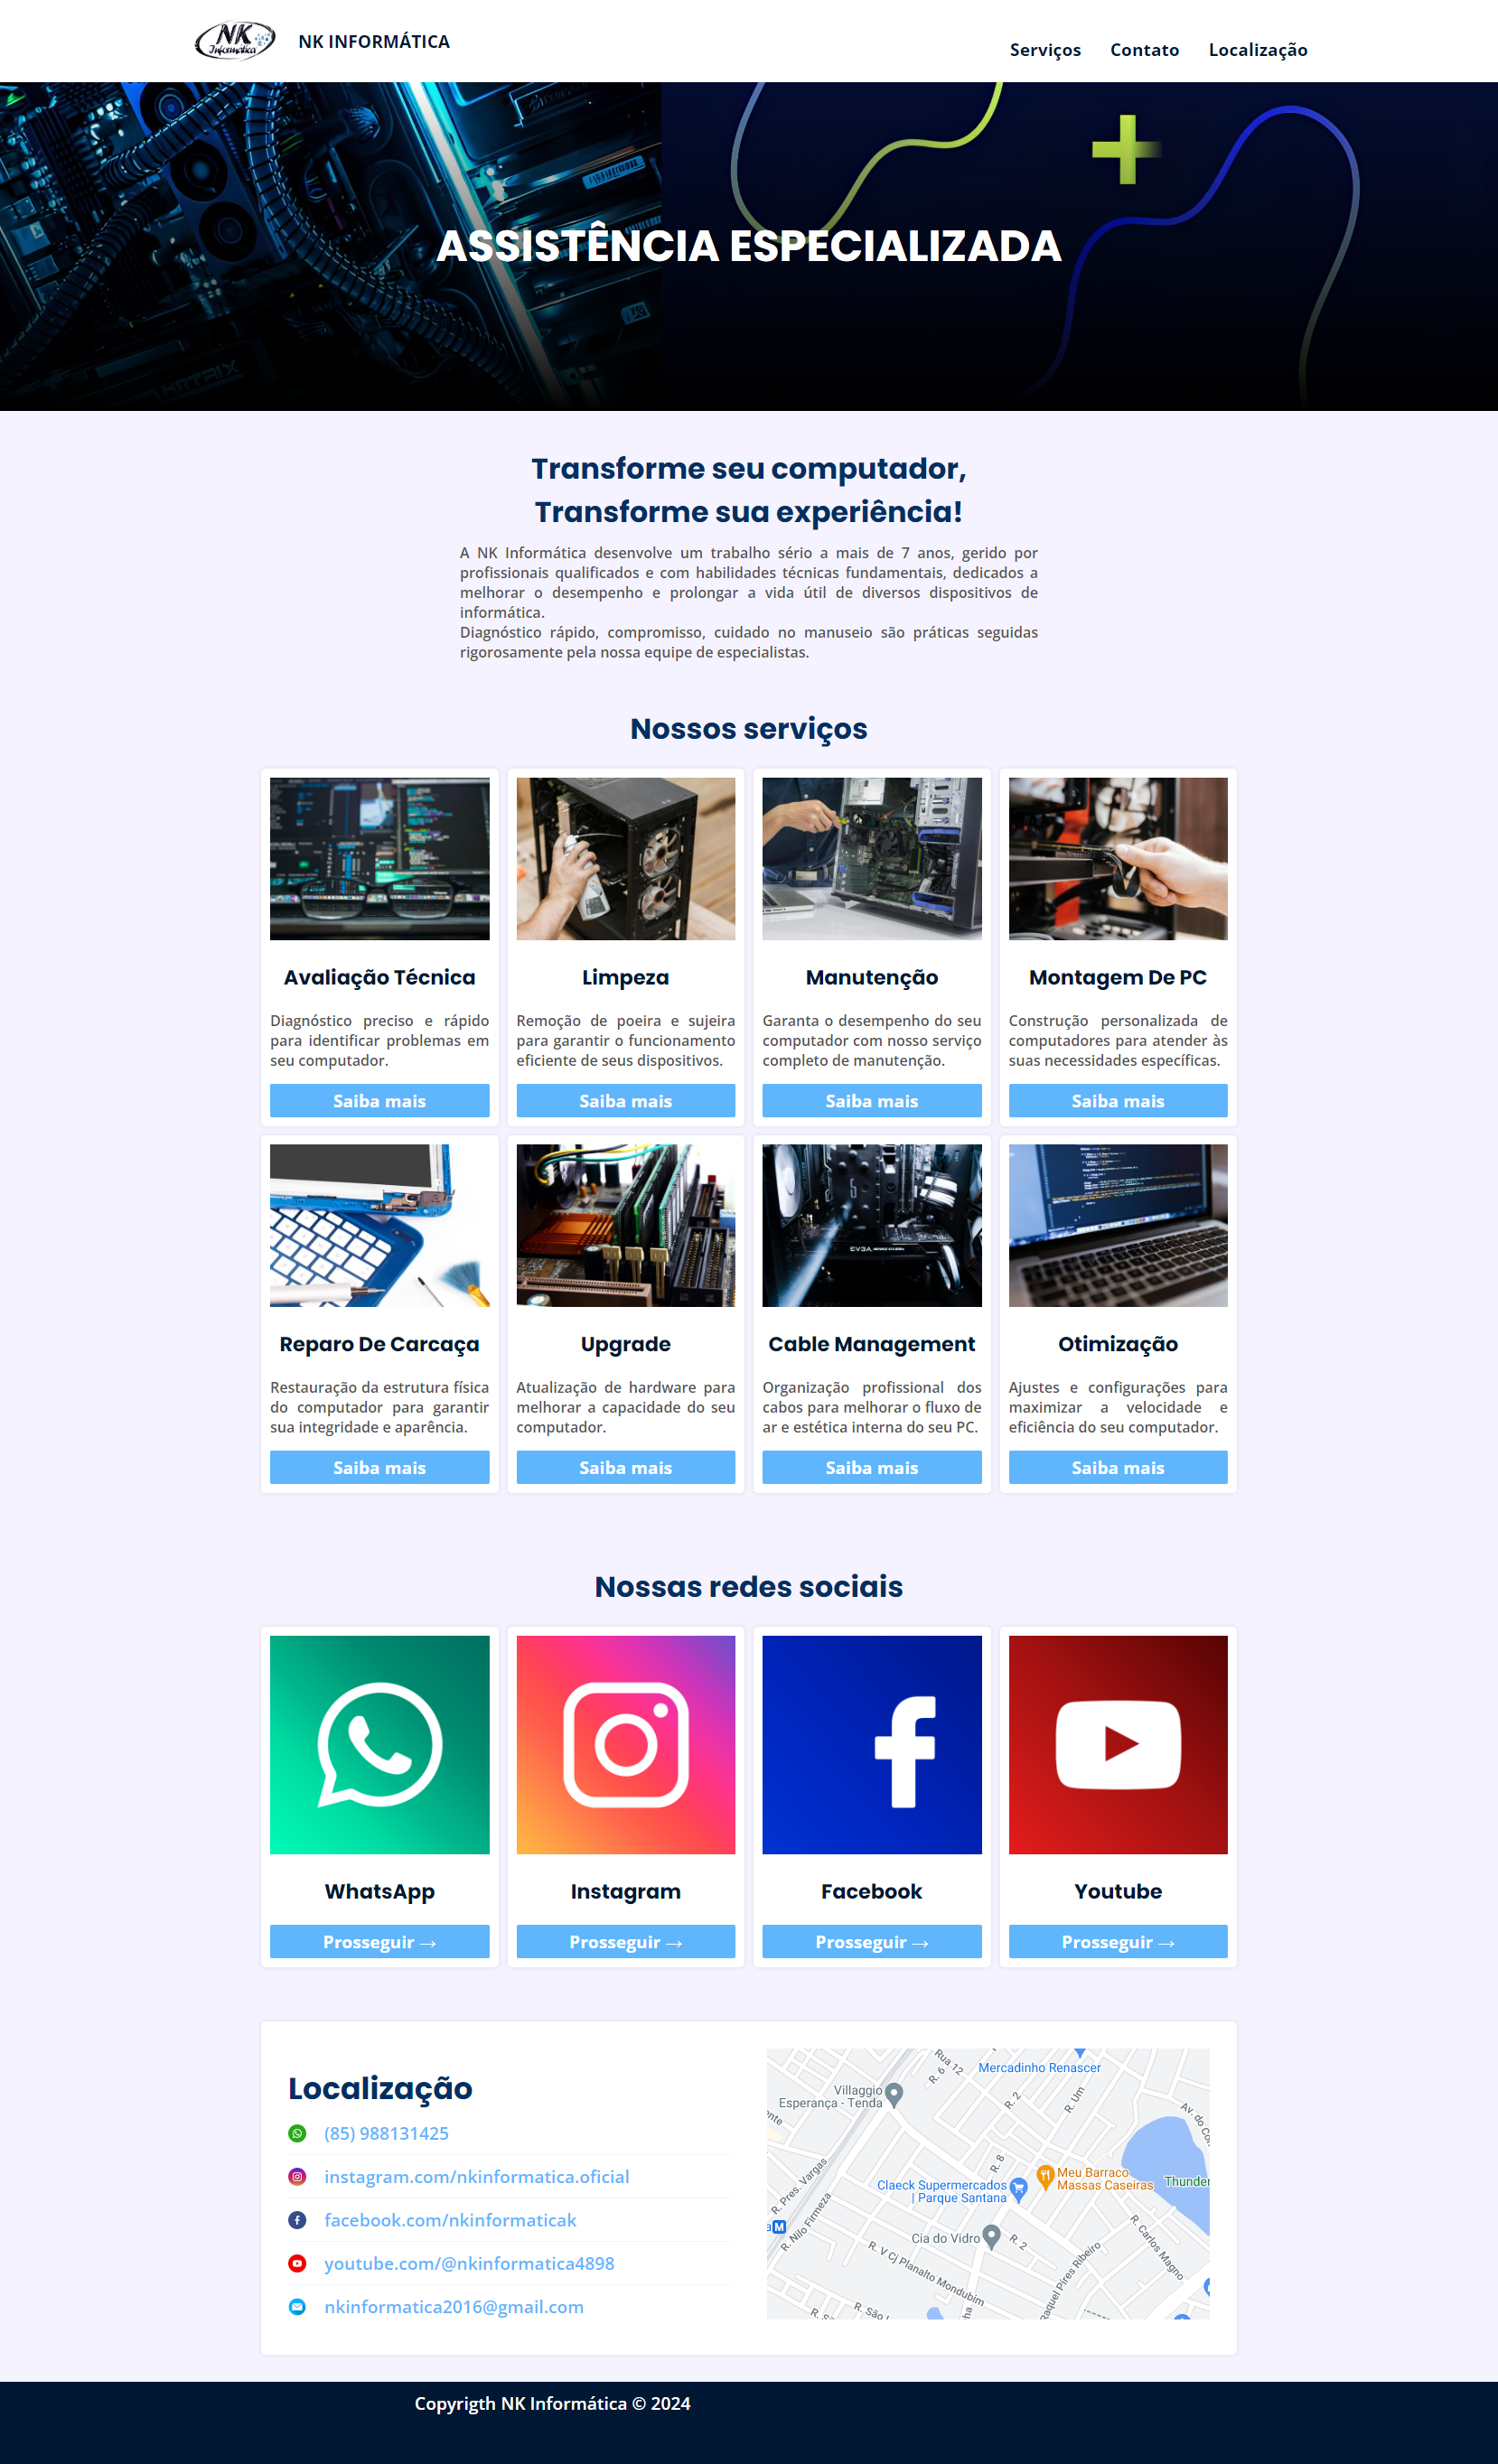 NK
Informática
NK INFORMÁTICA
Serviços
Contato
Localização
ASSISTÊNCIA ESPECIALIZADA
Transforme seu computador,
Transforme sua experiência!
A NK Informática desenvolve um trabalho sério a mais de 7 anos, gerido por
profissionais qualificados e com habilidades técnicas fundamentais, dedicados a
melhorar o desempenho e prolongar a vida útil de diversos dispositivos de
informática.
Diagnóstico rápido, compromisso, cuidado no manuseio são práticas seguidas
rigorosamente pela nossa equipe de especialistas.
Nossos serviços
Avaliação Técnica
Diagnóstico preciso e rápido
para identificar problemas em
seu computador.
Saiba mais
Limpeza
Remoção de poeira e sujeira
para garantir o funcionamento
eficiente de seus dispositivos.
Saiba mais
Manutenção
Garanta o desempenho do seu
computador com nosso serviço
completo de manutenção.
Saiba mais
Montagem De PC
Construção personalizada de
computadores para atender às
suas necessidades específicas.
Saiba mais
Reparo De Carcaça
Restauração da estrutura física
do computador para garantir
sua integridade e aparência.
Saiba mais
Upgrade
Atualização de hardware para
melhorar a capacidade do seu
computador.
Saiba mais
EVGA
Cable Management
Organização profissional dos
cabos para melhorar o fluxo de
ar e estética interna do seu PC.
Saiba mais
Otimização
Ajustes e configurações para
maximizar a velocidade e
eficiência do seu computador.
Saiba mais
Nossas redes sociais
WhatsApp
Prosseguir →
Instagram
Prosseguir →
Facebook
Prosseguir →
Youtube
Prosseguir →
Localização
(85) 988131425
instagram.com/nkinformatica.oficial
facebook.com/nkinformaticak
youtube.com/@nkinformatica4898
nkinformatica2016@gmail.com
Rua 12
R. 6
Mercadinho Renascer
Villaggio
Esperança - Tenda
R. 2
R. Um
Av. do Con
ente
R. Pres. Vargas
R. 8
Meu Barraco
Massas Caseiras
Thunder
Claeck Supermercados
| Parque Santana
R. Nilo Firmeza
M
Cia do Vidro
R. 2
R. Carlos Magno
R. V Cj Planalto Mondubim
Raquel Pires Ribeiro
R. São
Copyrigth NK Informática © 2024